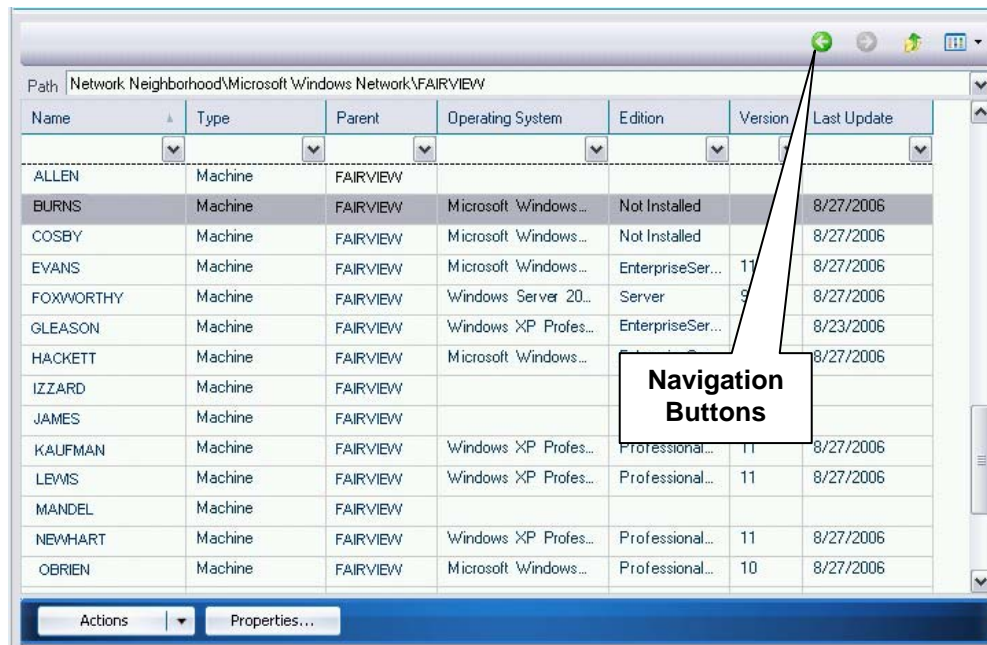 Path Network Neighborhood\Microsoft Windows Network\FAIRVIEW
Name Type Parent Operating System Edition Version Last Update
ALLEN Machine FAIRVIEW
BURNS Machine FAIRVIEW Microsoft Windows... Not Installed 8/27/2006
COSBY Machine FAIRVIEW Microsoft Windows... Not Installed 8/27/2006
EVANS Machine FAIRVIEW Microsoft Windows... EnterpriseSer... 11 8/27/2006
FOXWORTHY Machine FAIRVIEW Windows Server 20... Server 8/27/2006
GLEASON Machine FAIRVIEW Windows XP Profes... EnterpriseSer... 8/23/2006
HACKETT Machine FAIRVIEW Microsoft Windows... 8/27/2006
IZZARD Machine FAIRVIEW
JAMES Machine FAIRVIEW
Navigation
Buttons
KAUFMAN Machine FAIRVIEW Windows XP Profes... Professional... 11 8/27/2006
LEWIS Machine FAIRVIEW Windows XP Profes... Professional... 11 8/27/2006
MANDEL Machine FAIRVIEW
NEWHART Machine FAIRVIEW Windows XP Profes... Professional... 11 8/27/2006
OBRIEN Machine FAIRVIEW Microsoft Windows... Professional... 10 8/27/2006
Actions Properties...